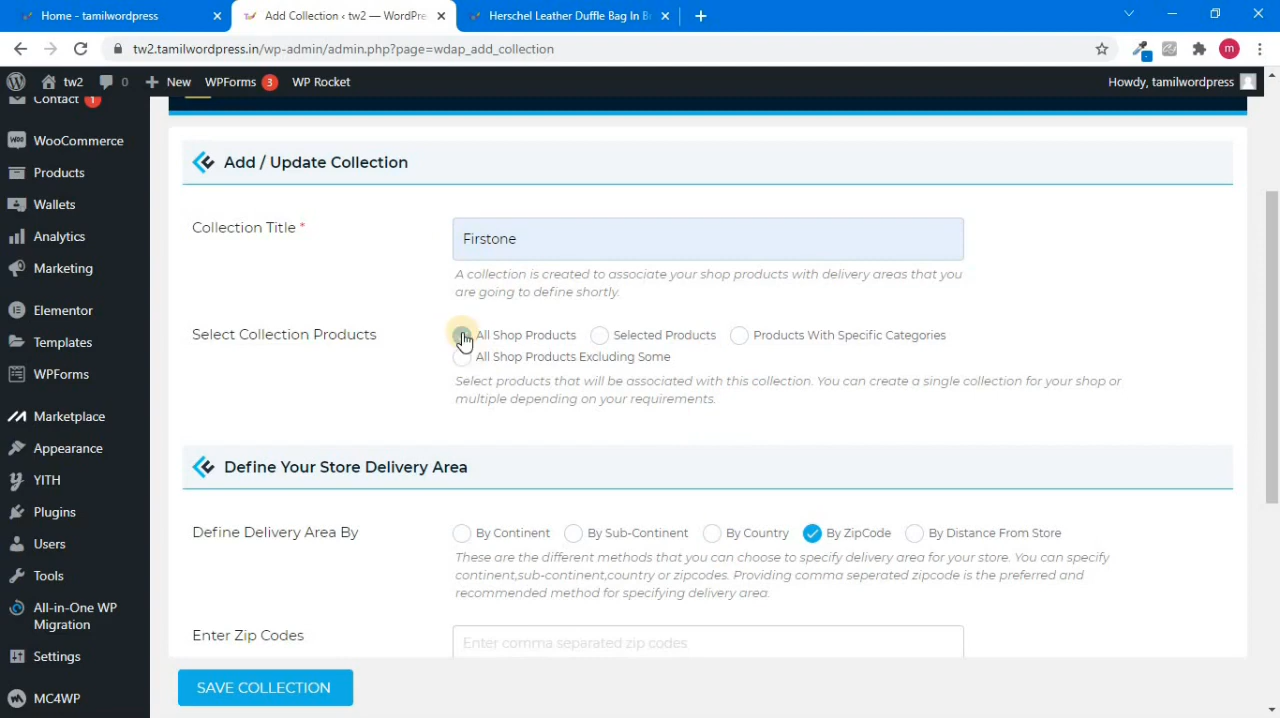 Home - tamilwordpress
Add Collection ‹ tw2 — WordPre
Herschel Leather Duffle Bag In Br
tw2.tamilwordpress.in/wp-admin/admin.php?page=wdap_add_collection
m
tw2
0
New
WPForms 3
WP Rocket
Howdy, tamilwordpress
Contact 1
WooCommerce
Products
Wallets
Analytics
Marketing
Elementor
Templates
WPForms
Marketplace
Appearance
YITH
Plugins
Users
Tools
All-in-One WP
Migration
Settings
MC4WP
Add / Update Collection
Collection Title *
Firstone
A collection is created to associate your shop products with delivery areas that you
are going to define shortly.
Select Collection Products
All Shop Products Selected Products Products With Specific Categories
All Shop Products Excluding Some
Select products that will be associated with this collection. You can create a single collection for your shop or
multiple depending on your requirements.
Define Your Store Delivery Area
Define Delivery Area By
By Continent By Sub-Continent By Country By ZipCode By Distance From Store
These are the different methods that you can choose to specify delivery area for your store. You can specify
continent,sub-continent,country or zipcodes. Providing comma seperated zipcode is the preferred and
recommended method for specifying delivery area.
Enter Zip Codes
Enter comma separated zip codes
SAVE COLLECTION